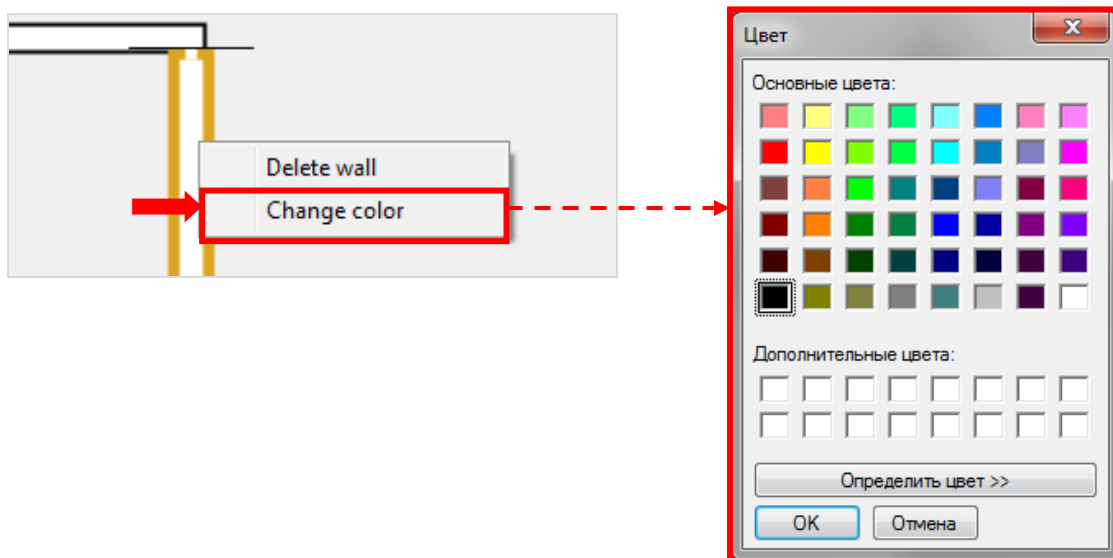 Delete wall
Change color
Цвет
x
Основные цвета:
Дополнительные цвета:
Определить цвет >>
OK
Отмена